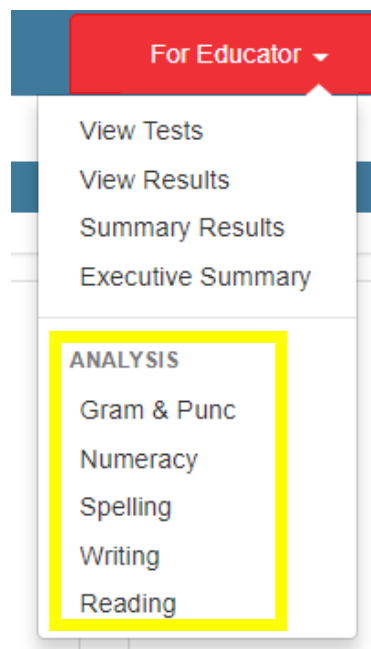 For Educator
View Tests
View Results
Summary Results
Executive Summary
ANALYSIS
Gram & Punc
Numeracy
Spelling
Writing
Reading